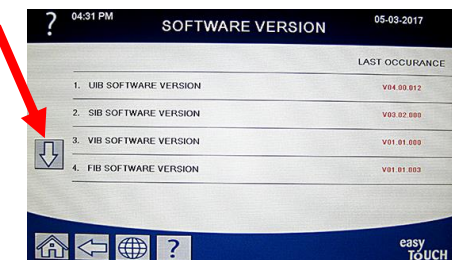 ? 04:31 PM SOFTWARE VERSION 05-03-2017
LAST OCCURANCE
1. UIB SOFTWARE VERSION V04.00.012
2. SIB SOFTWARE VERSION V03.02.000
3. VIB SOFTWARE VERSION V01.01.000
4. FIB SOFTWARE VERSION V01.01.003
?
easy
TOUCH